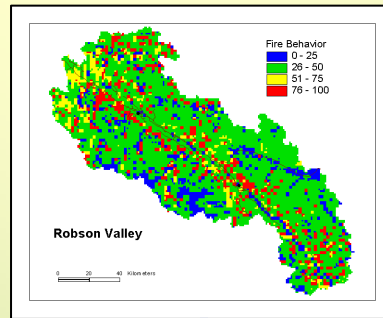 Fire Behavior
0 - 25
26 - 50
51 - 75
76 - 100
Robson Valley
0 20 40 Kilometers